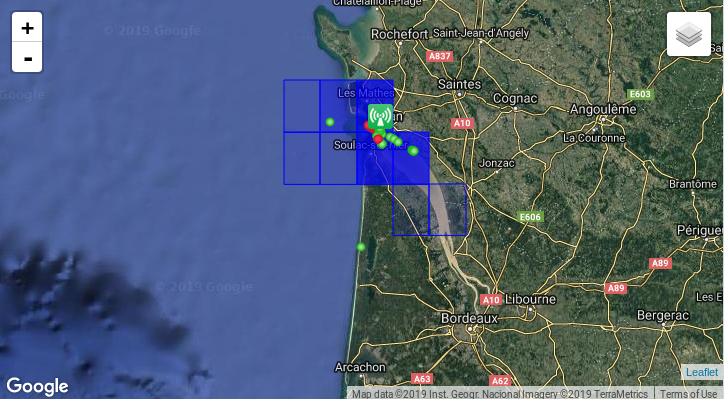 Châtelaillon-Plage
+
-
© 2019 Google
Rochefort
Saint-Jean-d'Angély
A837
Google
Les Mathes
Saintes
E603
Cognac
Angoulême
A10
La Couronne
Jonzac
Brantôme
E606
Périgueu
A89
© 2019 Google
A89
A10
Libourne
Les E
Bordeaux
Bergerac
Arcachon
A63
A62
Leaflet
Google
Map data ©2019 Inst. Geogr. Nacional Imagery ©2019 TerraMetrics
Terms of Use